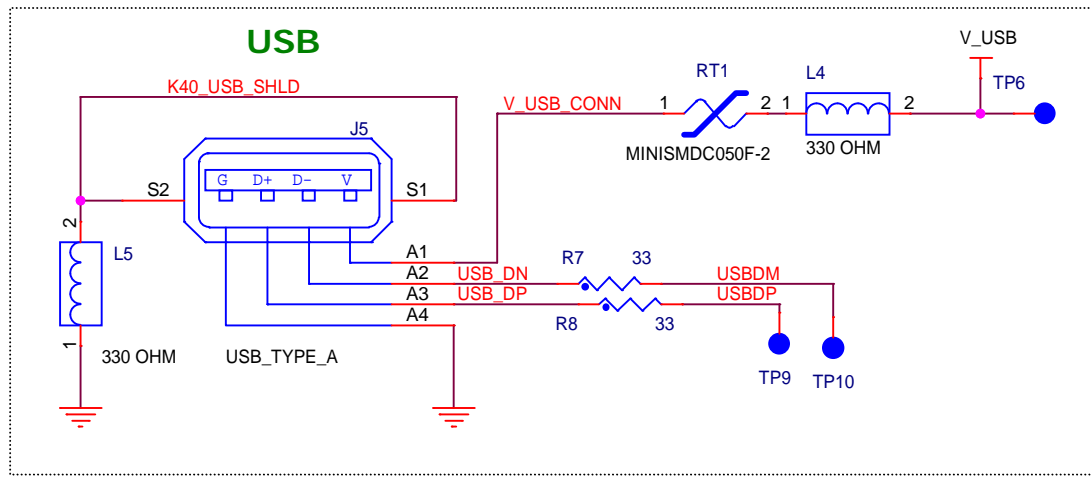 USB
V_USB
K40_USB_SHLD
RT1
L4
TP6
V_USB_CONN
1
2
1
2
J5
MINISMDC050F-2
330 OHM
G D+ D- V
S2
S1
2
L5
A1
A2
USB_DN
R7
33
USBDM
A3
USB_DP
USBDP
A4
R8
33
1
330 OHM
USB_TYPE_A
TP9
TP10